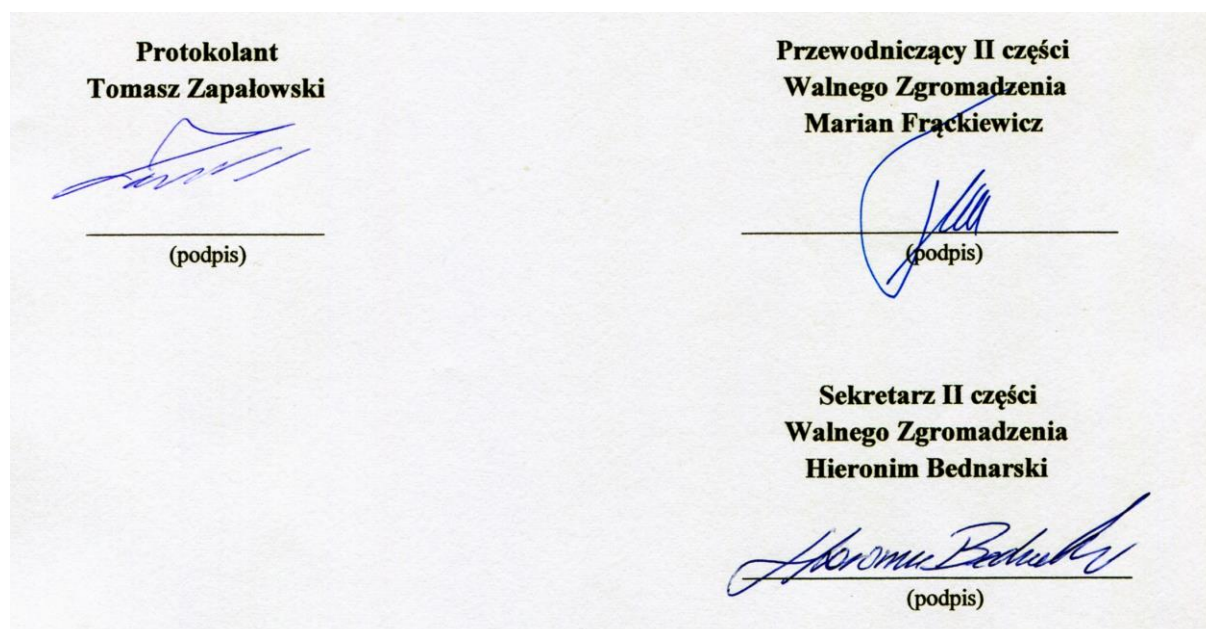 Protokolant
Tomasz Zapałowski
(podpis)
Przewodniczący II części
Walnego Zgromadzenia
Marian Frąckiewicz
(podpis)
Sekretarz II części
Walnego Zgromadzenia
Hieronim Bednarski
(podpis)